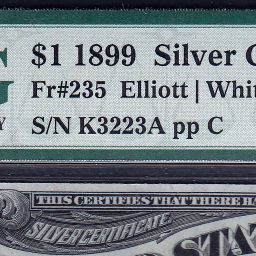 $1 1899 Silver C
Fr#235 Elliott | Whit
S/N K3223A pp C
THIS CERTIFIES THAT THERE HA
SILVER CERTIFICATE